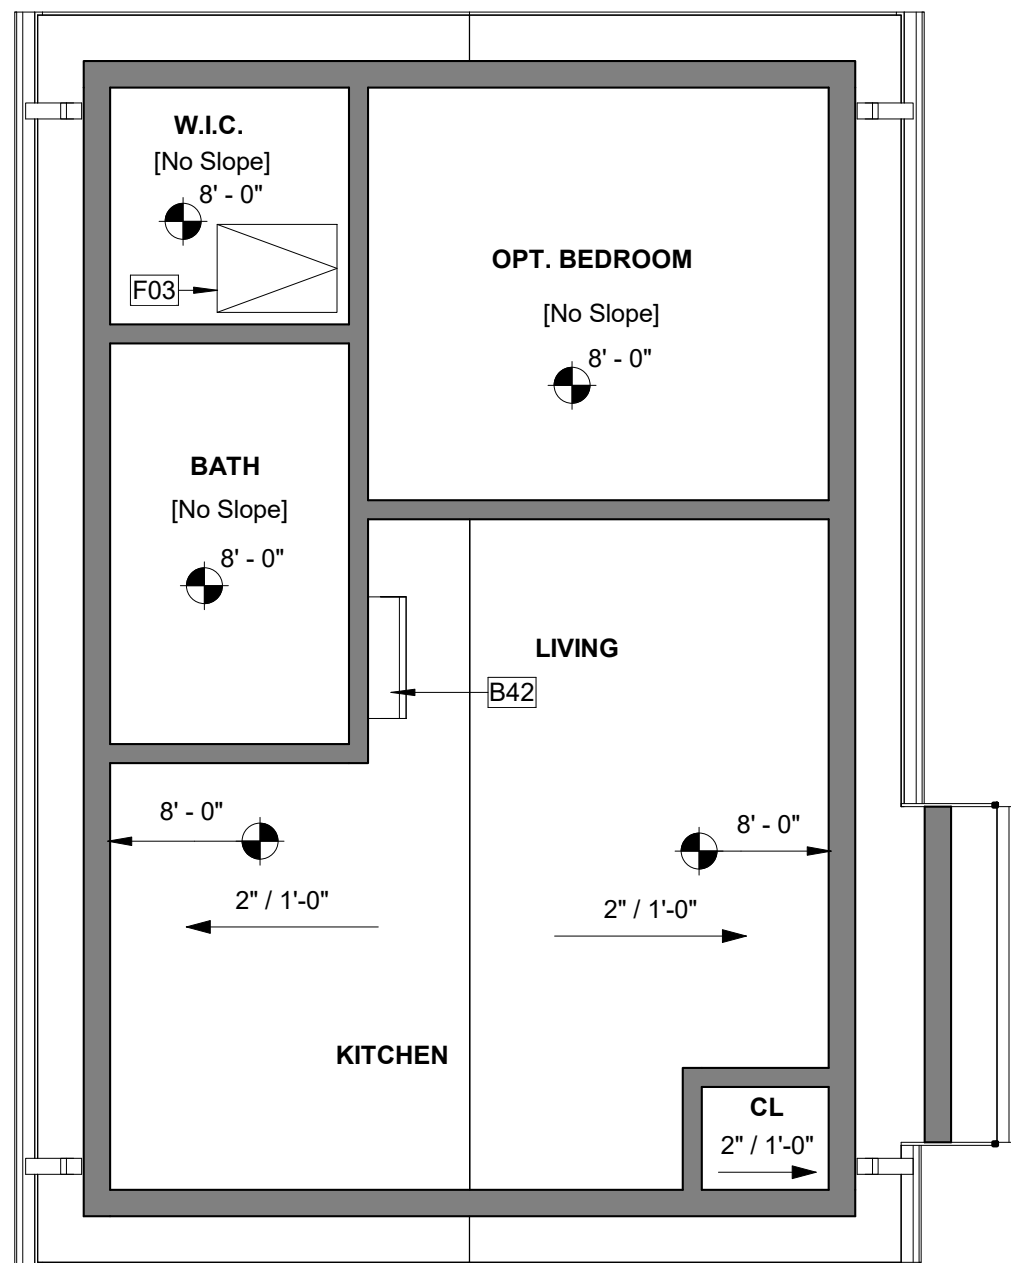 W.I.C.
[No Slope]
8' - 0"
F03
OPT. BEDROOM
[No Slope]
8' - 0"
BATH
[No Slope]
8' - 0"
LIVING
B42
8' - 0"
2" / 1'-0"
8' - 0"
2" / 1'-0"
KITCHEN
CL
2" / 1'-0"